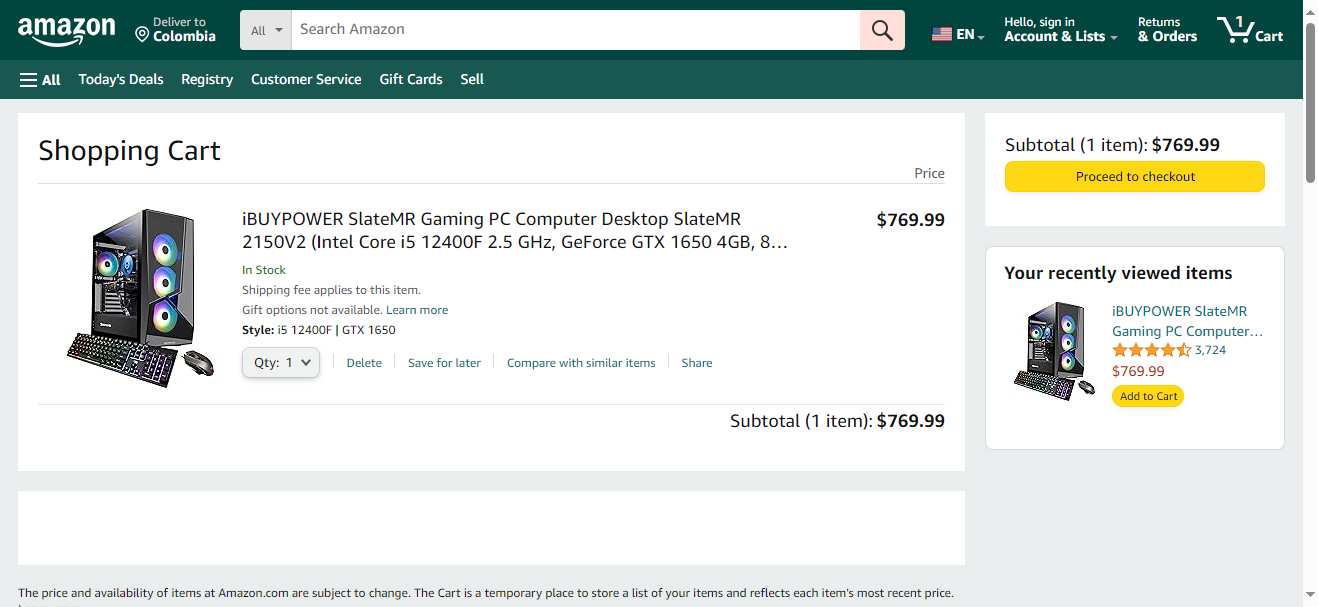 amazon
Deliver to
Colombia
All
Search Amazon
EN
Hello, sign in
Account & Lists
Returns
& Orders
1
Cart
All
Today's Deals
Registry
Customer Service
Gift Cards
Sell
Shopping Cart
Price
iBUYPOWER SlateMR Gaming PC Computer Desktop SlateMR
2150V2 (Intel Core i5 12400F 2.5 GHz, GeForce GTX 1650 4GB, 8…
$769.99
In Stock
Shipping fee applies to this item.
Gift options not available. Learn more
Style: i5 12400F | GTX 1650
Qty: 1
Delete
Save for later
Compare with similar items
Share
Subtotal (1 item): $769.99
Subtotal (1 item): $769.99
Proceed to checkout
Your recently viewed items
iBUYPOWER SlateMR
Gaming PC Computer…
3,724
$769.99
Add to Cart
The price and availability of items at Amazon.com are subject to change. The Cart is a temporary place to store a list of your items and reflects each item's most recent price.